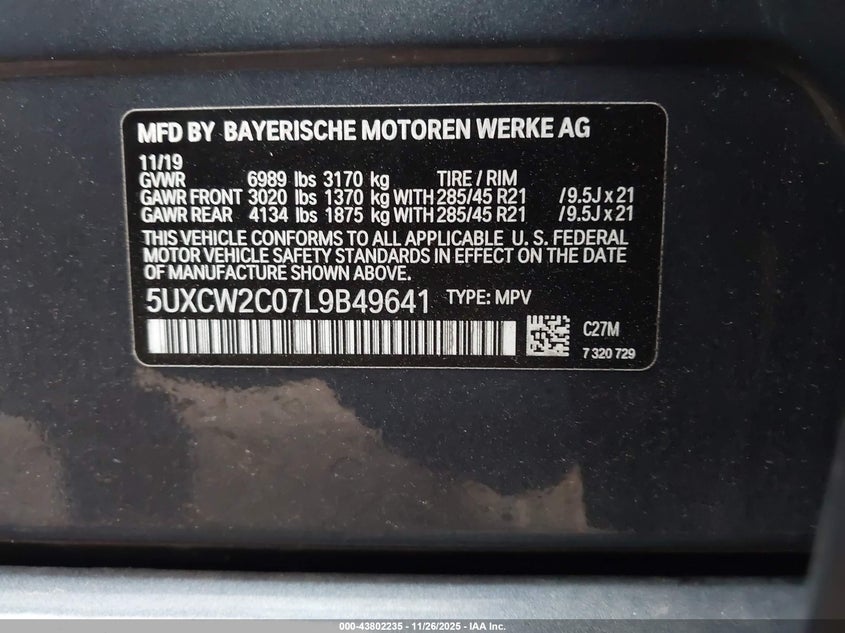 MFD BY BAYERISCHE MOTOREN WERKE AG
11/19
GVWR 6989 lbs 3170 kg TIRE / RIM
GAWR FRONT 3020 lbs 1370 kg WITH 285/45 R21 /9.5J x 21
GAWR REAR 4134 lbs 1875 kg WITH 285/45 R21 /9.5J x 21
THIS VEHICLE CONFORMS TO ALL APPLICABLE U. S. FEDERAL
MOTOR VEHICLE SAFETY STANDARDS IN EFFECT ON THE DATE
OF MANUFACTURE SHOWN ABOVE.
5UXCW2C07L9B49641 TYPE: MPV
C27M
7 320 729
000-43802235 - 11/26/2025 - IAA Inc.